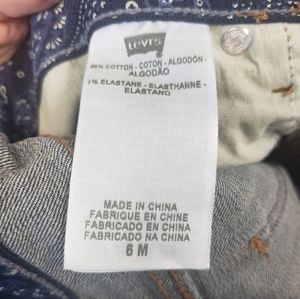 Levi's
99% COTTON - COTON - ALGODÓN -
ALGODÃO
1% ELASTANE - ELASTHANNE -
ELASTANO
MADE IN CHINA
FABRIQUE EN CHINE
FABRICADO EN CHINA
FABRICADO NA CHINA
6 M